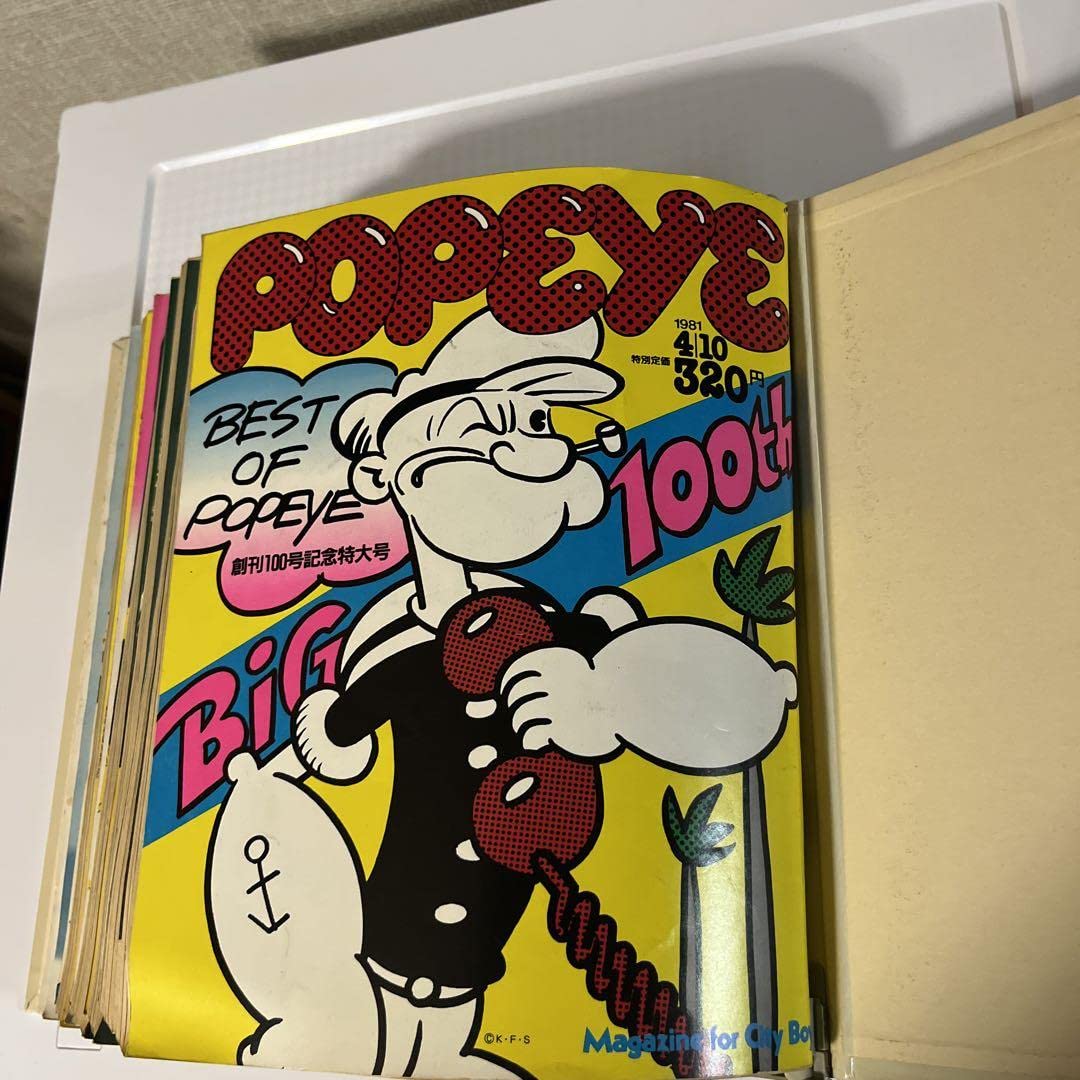 POPEYE
1981
4|10
特別定価
320円
BEST
OF
POPEYE
創刊100号記念特大号
BiG
100th
©K・F・S
Magazine for City Boy